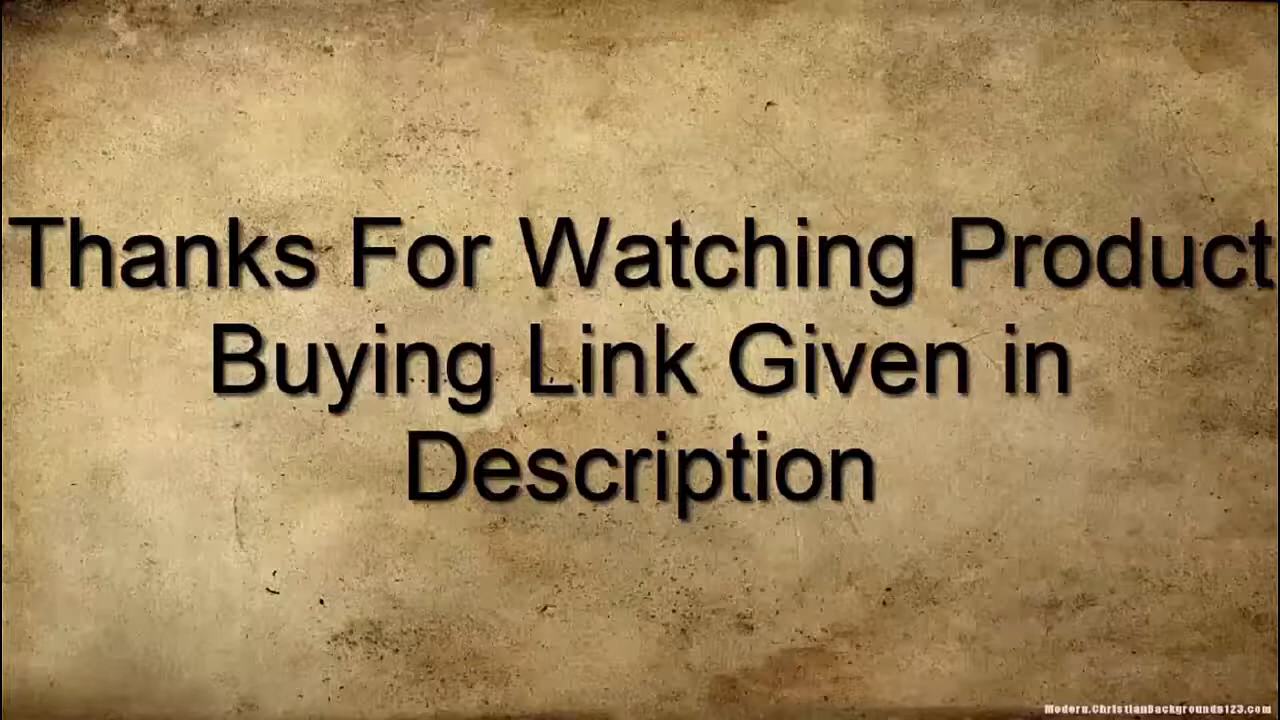 Thanks For Watching Product
Buying Link Given in
Description
Modern.ChristianBackgrounds123.com